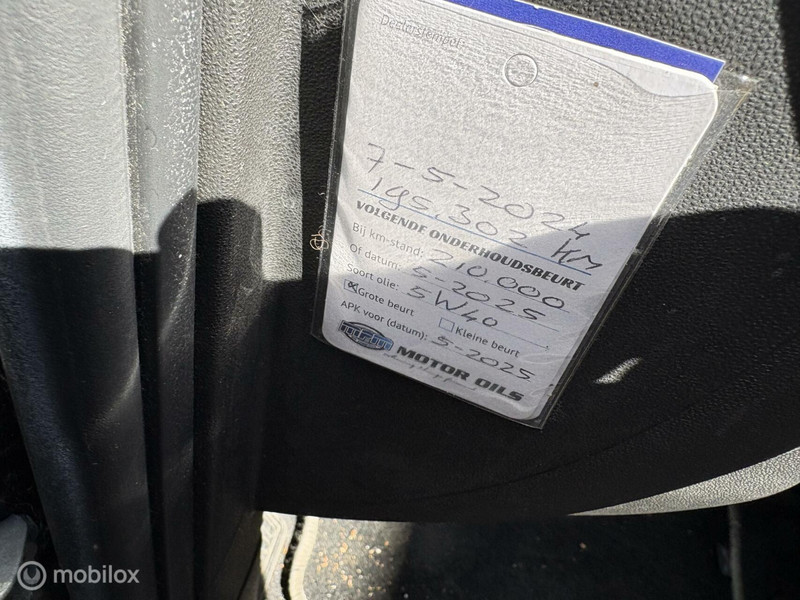 Dealerstempel:
7-5-2024
195.302 KM
VOLGENDE ONDERHOUDSBEURT
Bij km-stand: 210.000
Of datum: 5-2025
Soort olie: 5W40
Grote beurt Kleine beurt
APK voor (datum): 5-2025
MOTOR OILS
mobilox